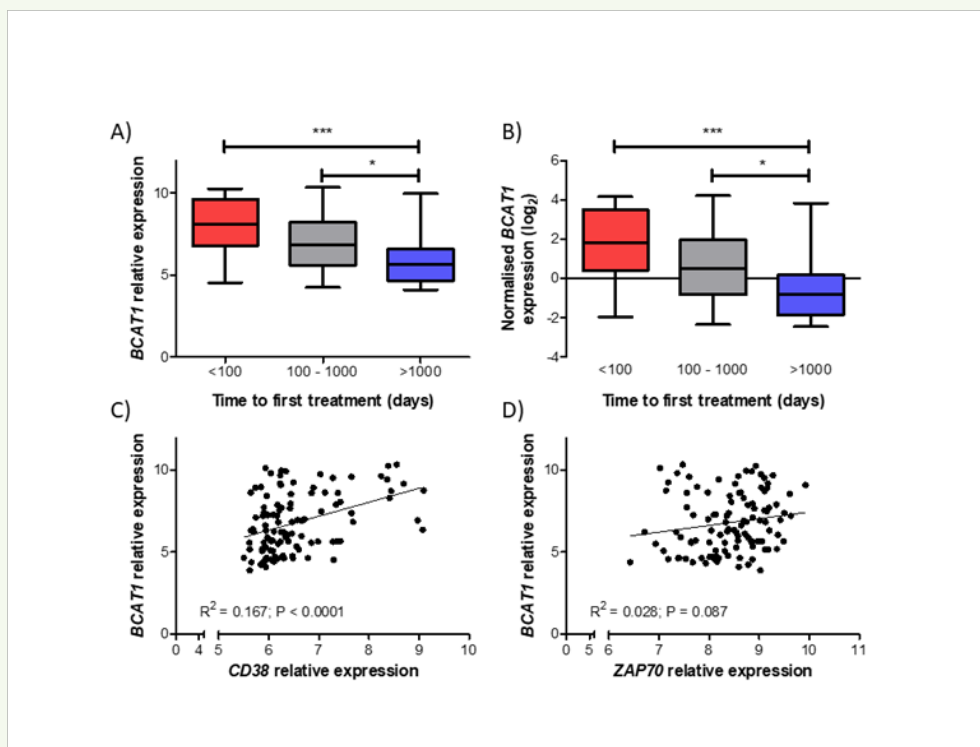 A)
***
*
BCAT1 relative expression
10
5
0
<100
100 - 1000
>1000
Time to first treatment (days)
B)
***
*
Normalised BCAT1
expression (log2)
6
4
2
0
-2
-4
<100
100 - 1000
>1000
Time to first treatment (days)
C)
BCAT1 relative expression
10
5
0
R2 = 0.167; P < 0.0001
0 4 5 6 7 8 9 10
CD38 relative expression
D)
BCAT1 relative expression
10
5
0
R2 = 0.028; P = 0.087
0 5 6 7 8 9 10 11
ZAP70 relative expression